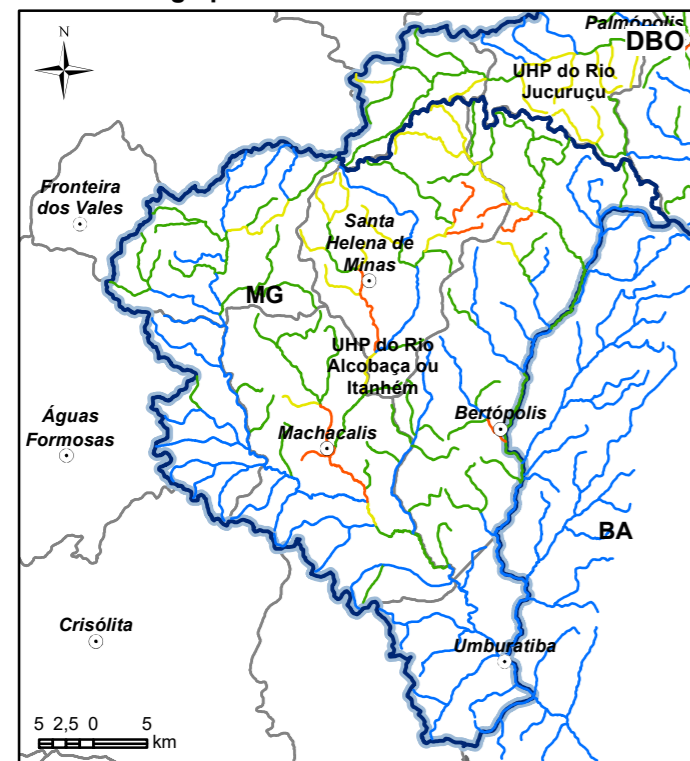 Palmópolis
DBO
N
UHP do Rio
Jucuruçu
Fronteira
dos Vales
Santa
Helena de
Minas
MG
UHP do Rio
Alcobaça ou
Itanhém
Águas
Formosas
Machacalis
Bertópolis
BA
Crisólita
Umburatiba
5 2,5 0 5
km